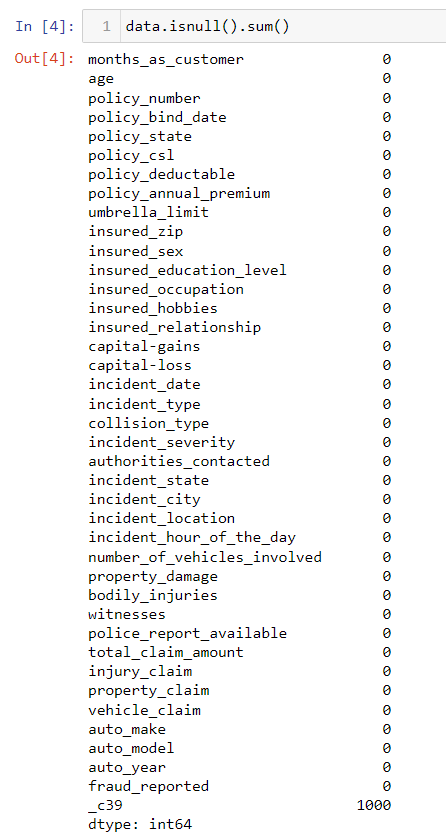 In [4]: 1 data.isnull().sum()
Out[4]: months_as_customer 0
age 0
policy_number 0
policy_bind_date 0
policy_state 0
policy_csl 0
policy_deductable 0
policy_annual_premium 0
umbrella_limit 0
insured_zip 0
insured_sex 0
insured_education_level 0
insured_occupation 0
insured_hobbies 0
insured_relationship 0
capital-gains 0
capital-loss 0
incident_date 0
incident_type 0
collision_type 0
incident_severity 0
authorities_contacted 0
incident_state 0
incident_city 0
incident_location 0
incident_hour_of_the_day 0
number_of_vehicles_involved 0
property_damage 0
bodily_injuries 0
witnesses 0
police_report_available 0
total_claim_amount 0
injury_claim 0
property_claim 0
vehicle_claim 0
auto_make 0
auto_model 0
auto_year 0
fraud_reported 0
_c39 1000
dtype: int64